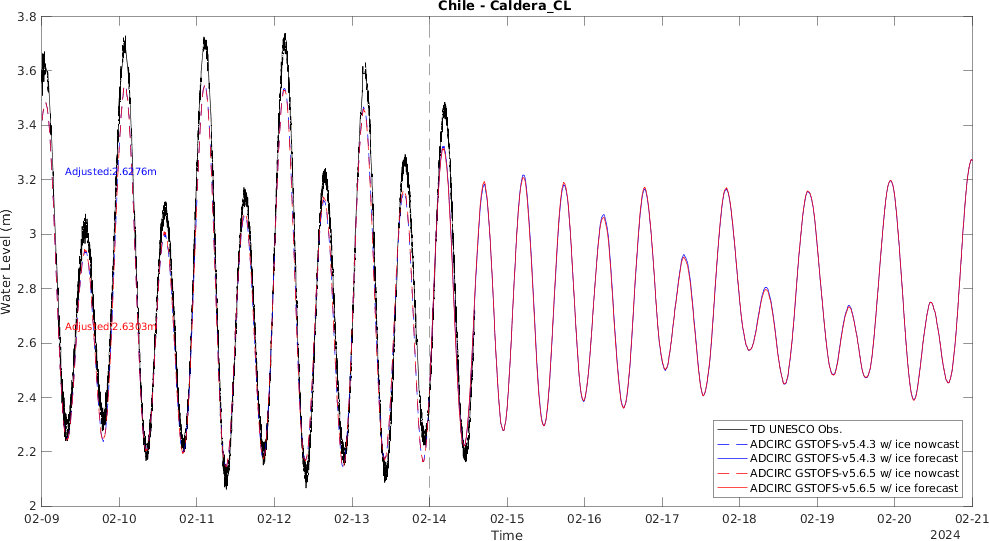 Chile - Caldera_CL
3.8
3.6
3.4
3.2
3
2.8
2.6
2.4
2.2
2
Water Level (m)
Adjusted:2.6276m
Adjusted:2.6303m
TD UNESCO Obs.
ADCIRC GSTOFS-v5.4.3 w/ ice nowcast
ADCIRC GSTOFS-v5.4.3 w/ ice forecast
ADCIRC GSTOFS-v5.6.5 w/ ice nowcast
ADCIRC GSTOFS-v5.6.5 w/ ice forecast
02-09 02-10 02-11 02-12 02-13 02-14 02-15 02-16 02-17 02-18 02-19 02-20 02-21
Time
2024